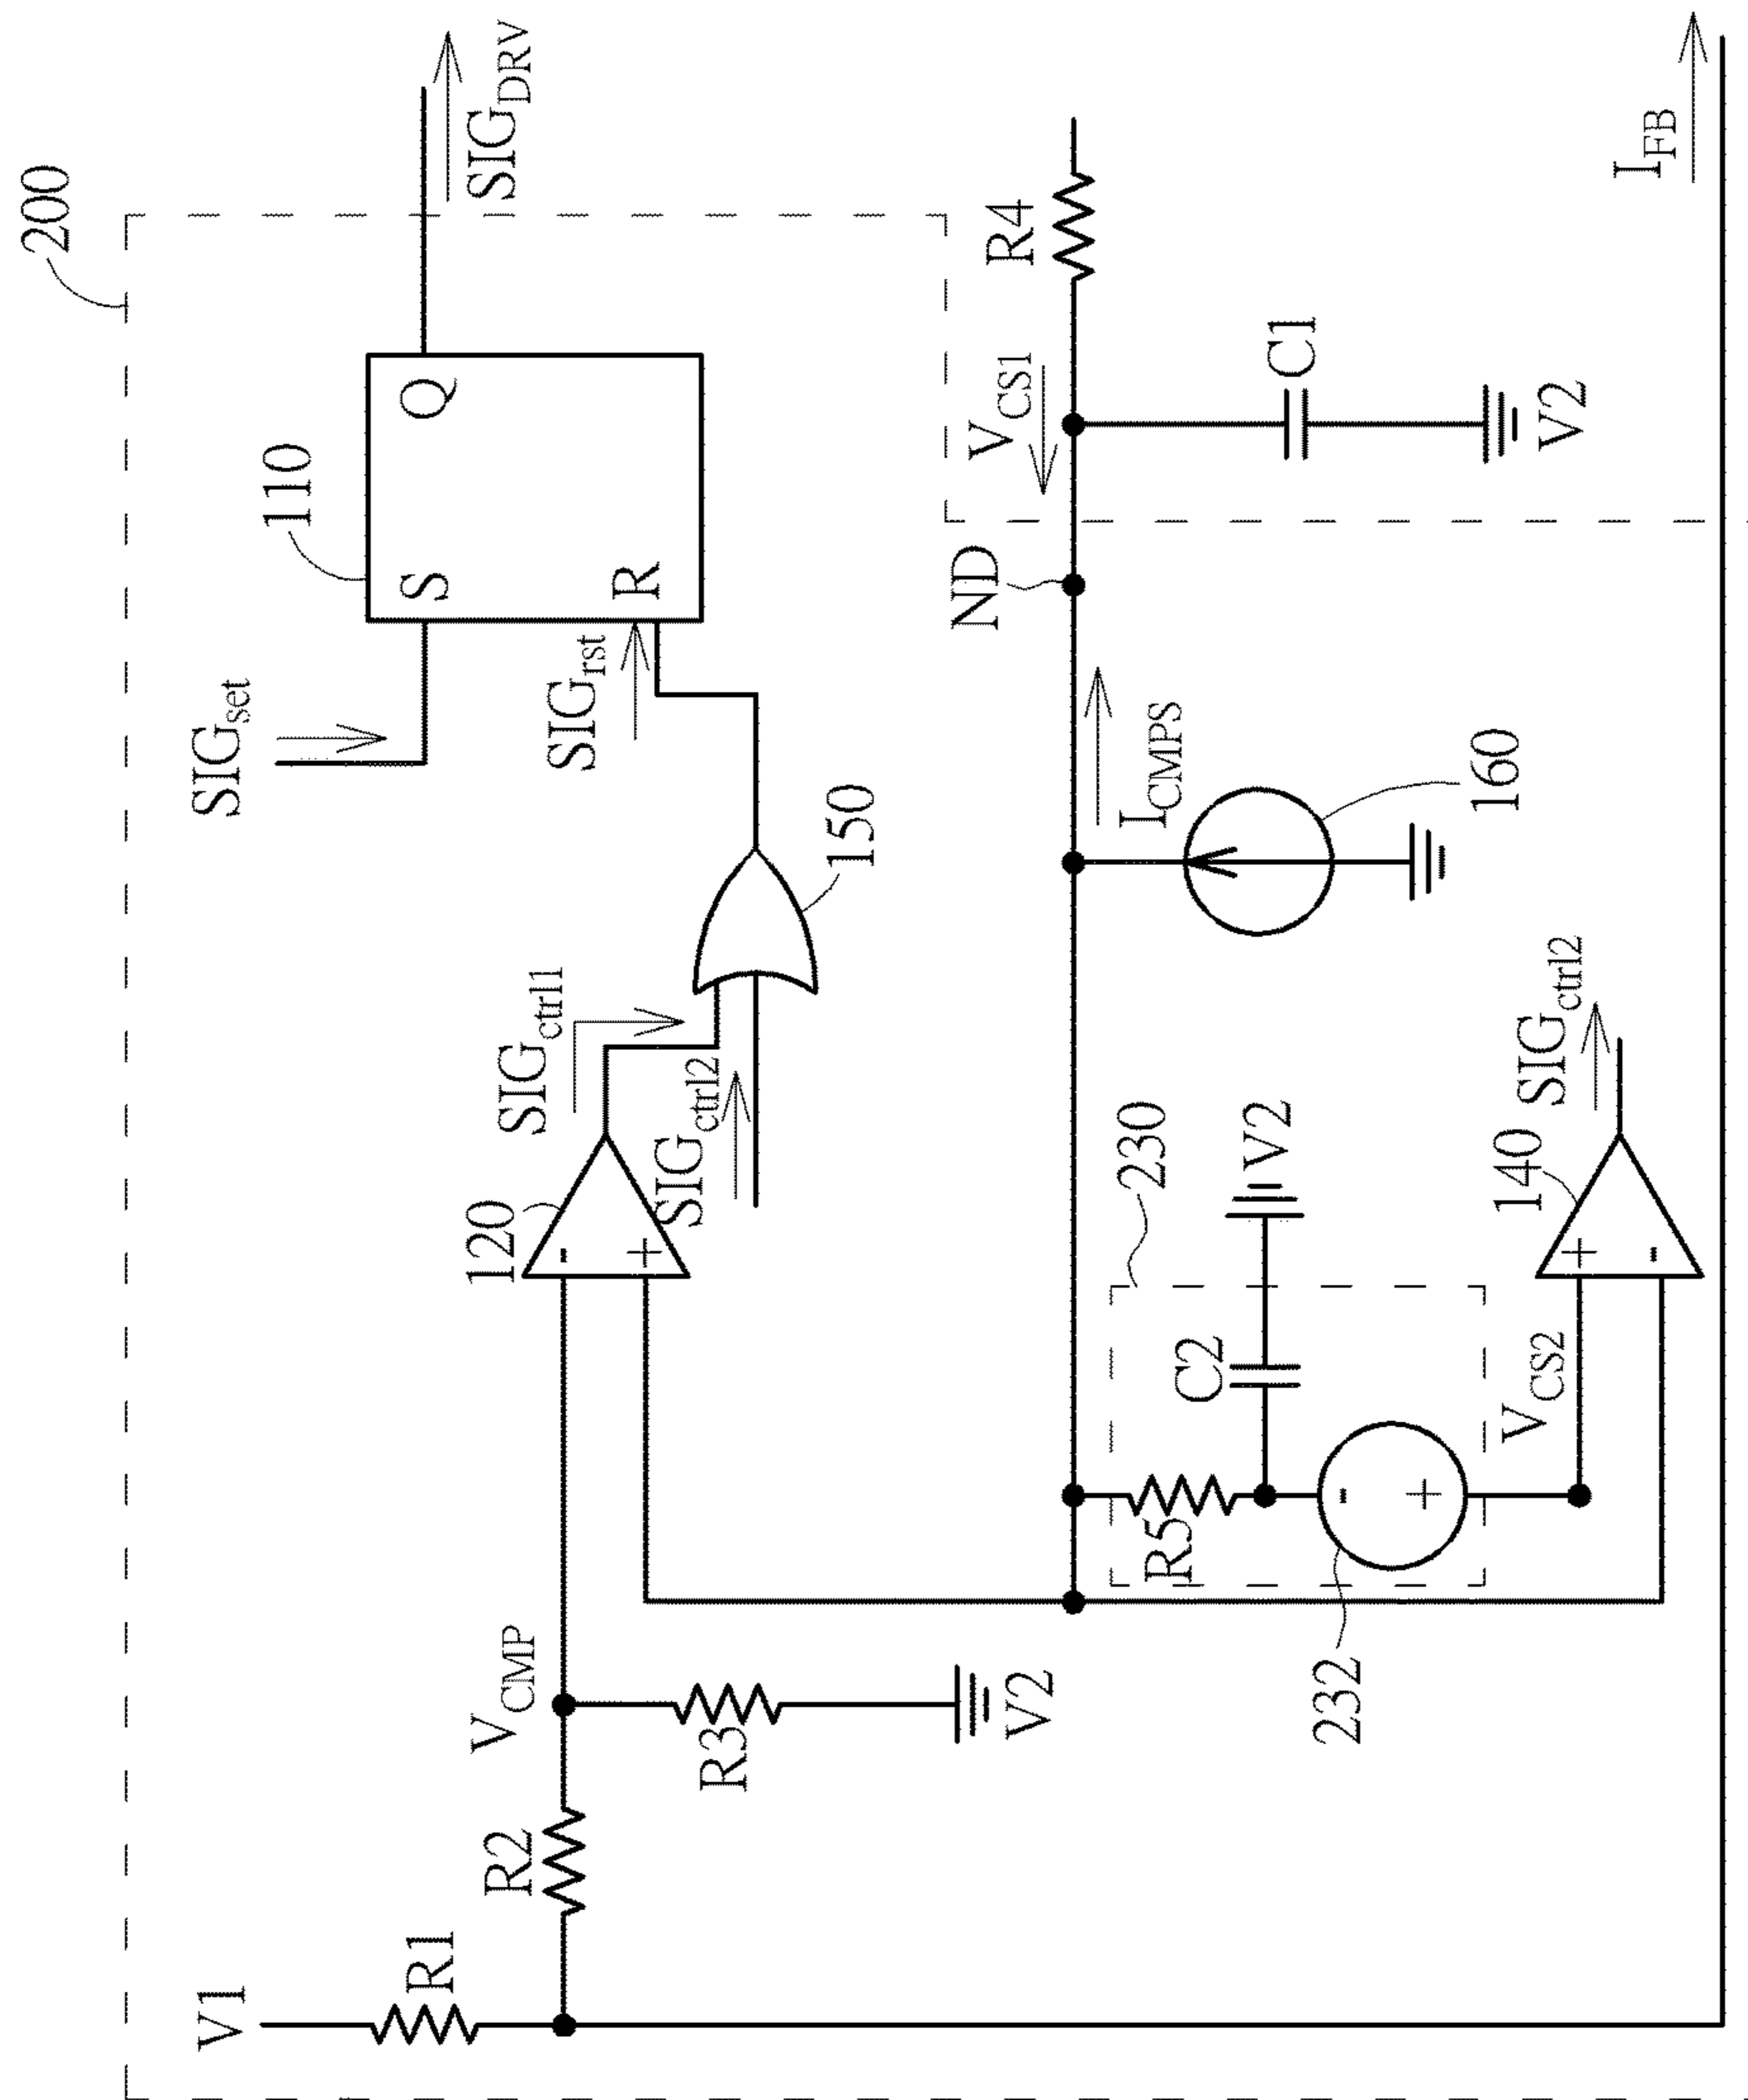 200
V1
R1
R2
V_CMP
R3
V2
120
-
+
SIG_ctrl1
SIG_ctrl2
150
SIG_set
SIG_rst
110
S
R
Q
SIG_DRV
232
R5
C2
V2
230
-
+
V_CS2
140
+
-
SIG_ctrl2
160
I_CMPS
ND
V_CS1
R4
C1
V2
I_FB